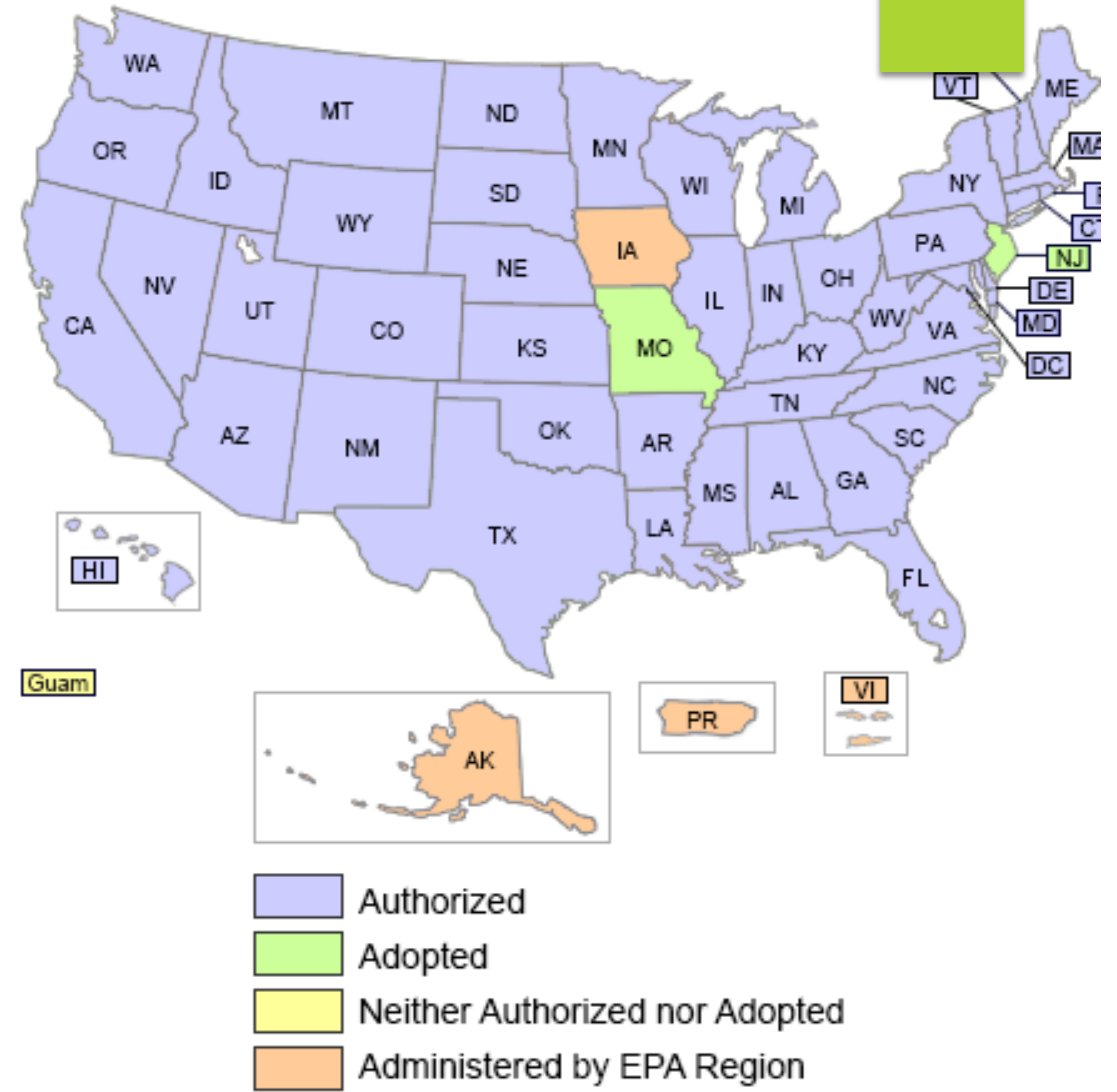 WA
MT
ND
MN
VT
ME
OR
ID
SD
WI
MI
NY
MA
WY
IA
PA
CT
NV
NE
NJ
UT
CO
IL
IN
OH
DE
CA
KS
MO
WV
VA
MD
KY
DC
AZ
NM
OK
AR
TN
NC
SC
MS
AL
GA
TX
LA
HI
FL
Guam
AK
PR
VI
Authorized
Adopted
Neither Authorized nor Adopted
Administered by EPA Region